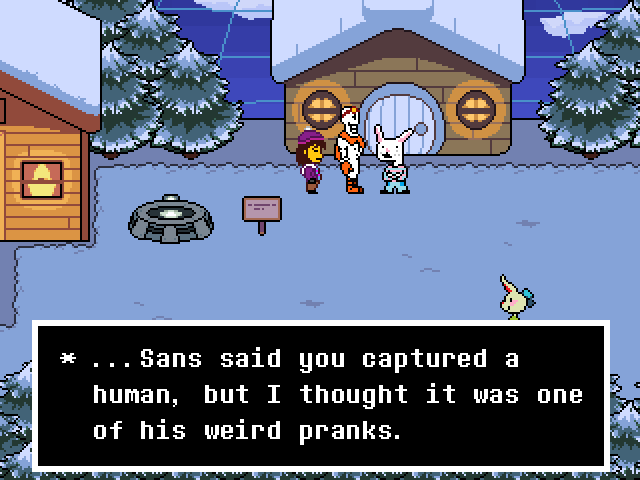 * ...Sans said you captured a
human, but I thought it was one
of his weird pranks.